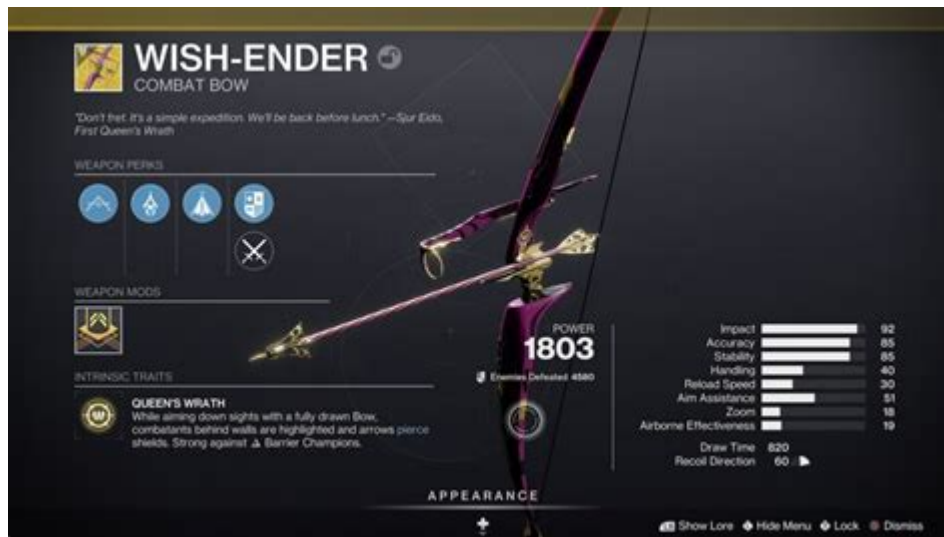 WISH-ENDER
COMBAT BOW
"Don't fret. It's a simple expedition. We'll be back before lunch." —Sjur Eido,
First Queen's Wrath
WEAPON PERKS
WEAPON MODS
INTRINSIC TRAITS
QUEEN'S WRATH
While aiming down sights with a fully drawn Bow,
combatants behind walls are highlighted and arrows pierce
shields. Strong against Barrier Champions.
POWER
1803
Enemies Defeated 4580
Impact 92
Accuracy 85
Stability 85
Handling 40
Reload Speed 30
Aim Assistance 51
Zoom 18
Airborne Effectiveness 19
Draw Time 820
Recoil Direction 60
APPEARANCE
Show Lore Hide Menu Lock Dismiss